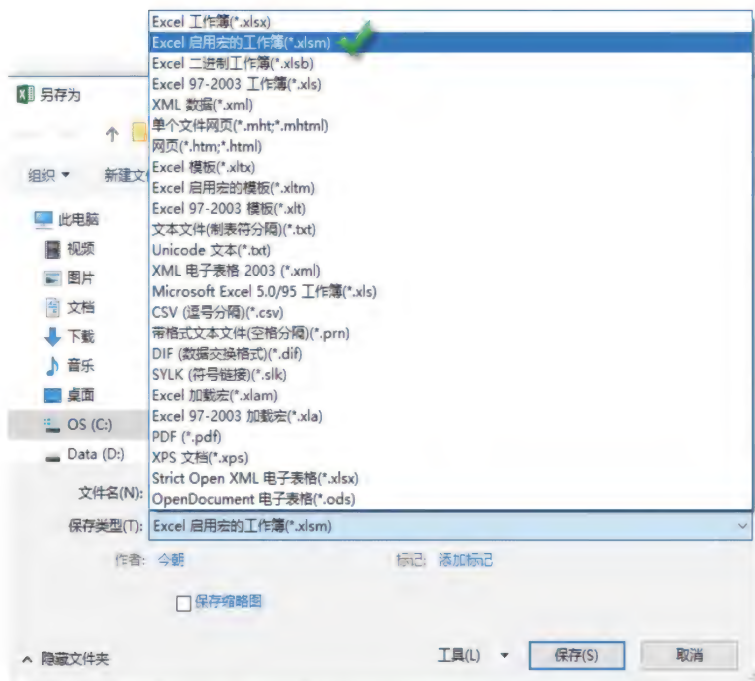 Excel 工作簿(*.xlsx)
Excel 启用宏的工作簿(*.xlsm)
Excel 二进制工作簿(*.xlsb)
Excel 97-2003 工作簿(*.xls)
XML 数据(*.xml)
单个文件网页(*.mht;*.mhtml)
网页(*.htm;*.html)
Excel 模板(*.xltx)
Excel 启用宏的模板(*.xltm)
Excel 97-2003 模板(*.xlt)
文本文件(制表符分隔)(*.txt)
Unicode 文本(*.txt)
XML 电子表格 2003 (*.xml)
Microsoft Excel 5.0/95 工作簿(*.xls)
CSV (逗号分隔)(*.csv)
带格式文本文件(空格分隔)(*.prn)
DIF (数据交换格式)(*.dif)
SYLK (符号链接)(*.slk)
Excel 加载宏(*.xlam)
Excel 97-2003 加载宏(*.xla)
PDF (*.pdf)
XPS 文档(*.xps)
Strict Open XML 电子表格(*.xlsx)
OpenDocument 电子表格(*.ods)
另存为
组织 新建文
此电脑
视频
图片
文档
下载
音乐
桌面
OS (C:)
Data (D:)
文件名(N):
保存类型(T): Excel 启用宏的工作簿(*.xlsm)
作者: 今朝 标记: 添加标记
保存缩略图
隐藏文件夹 工具(L) 保存(S) 取消